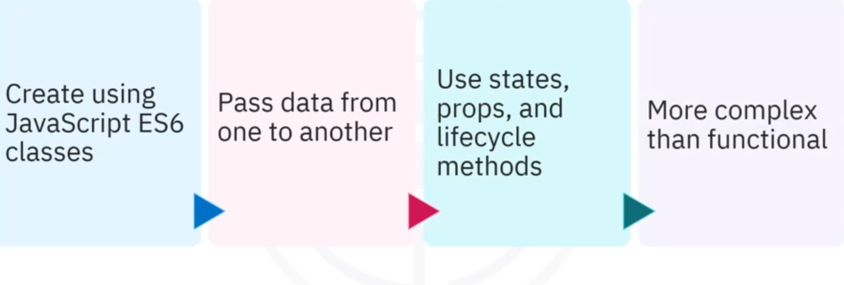 Create using
JavaScript ES6
classes
Pass data from
one to another
Use states,
props, and
lifecycle
methods
More complex
than functional